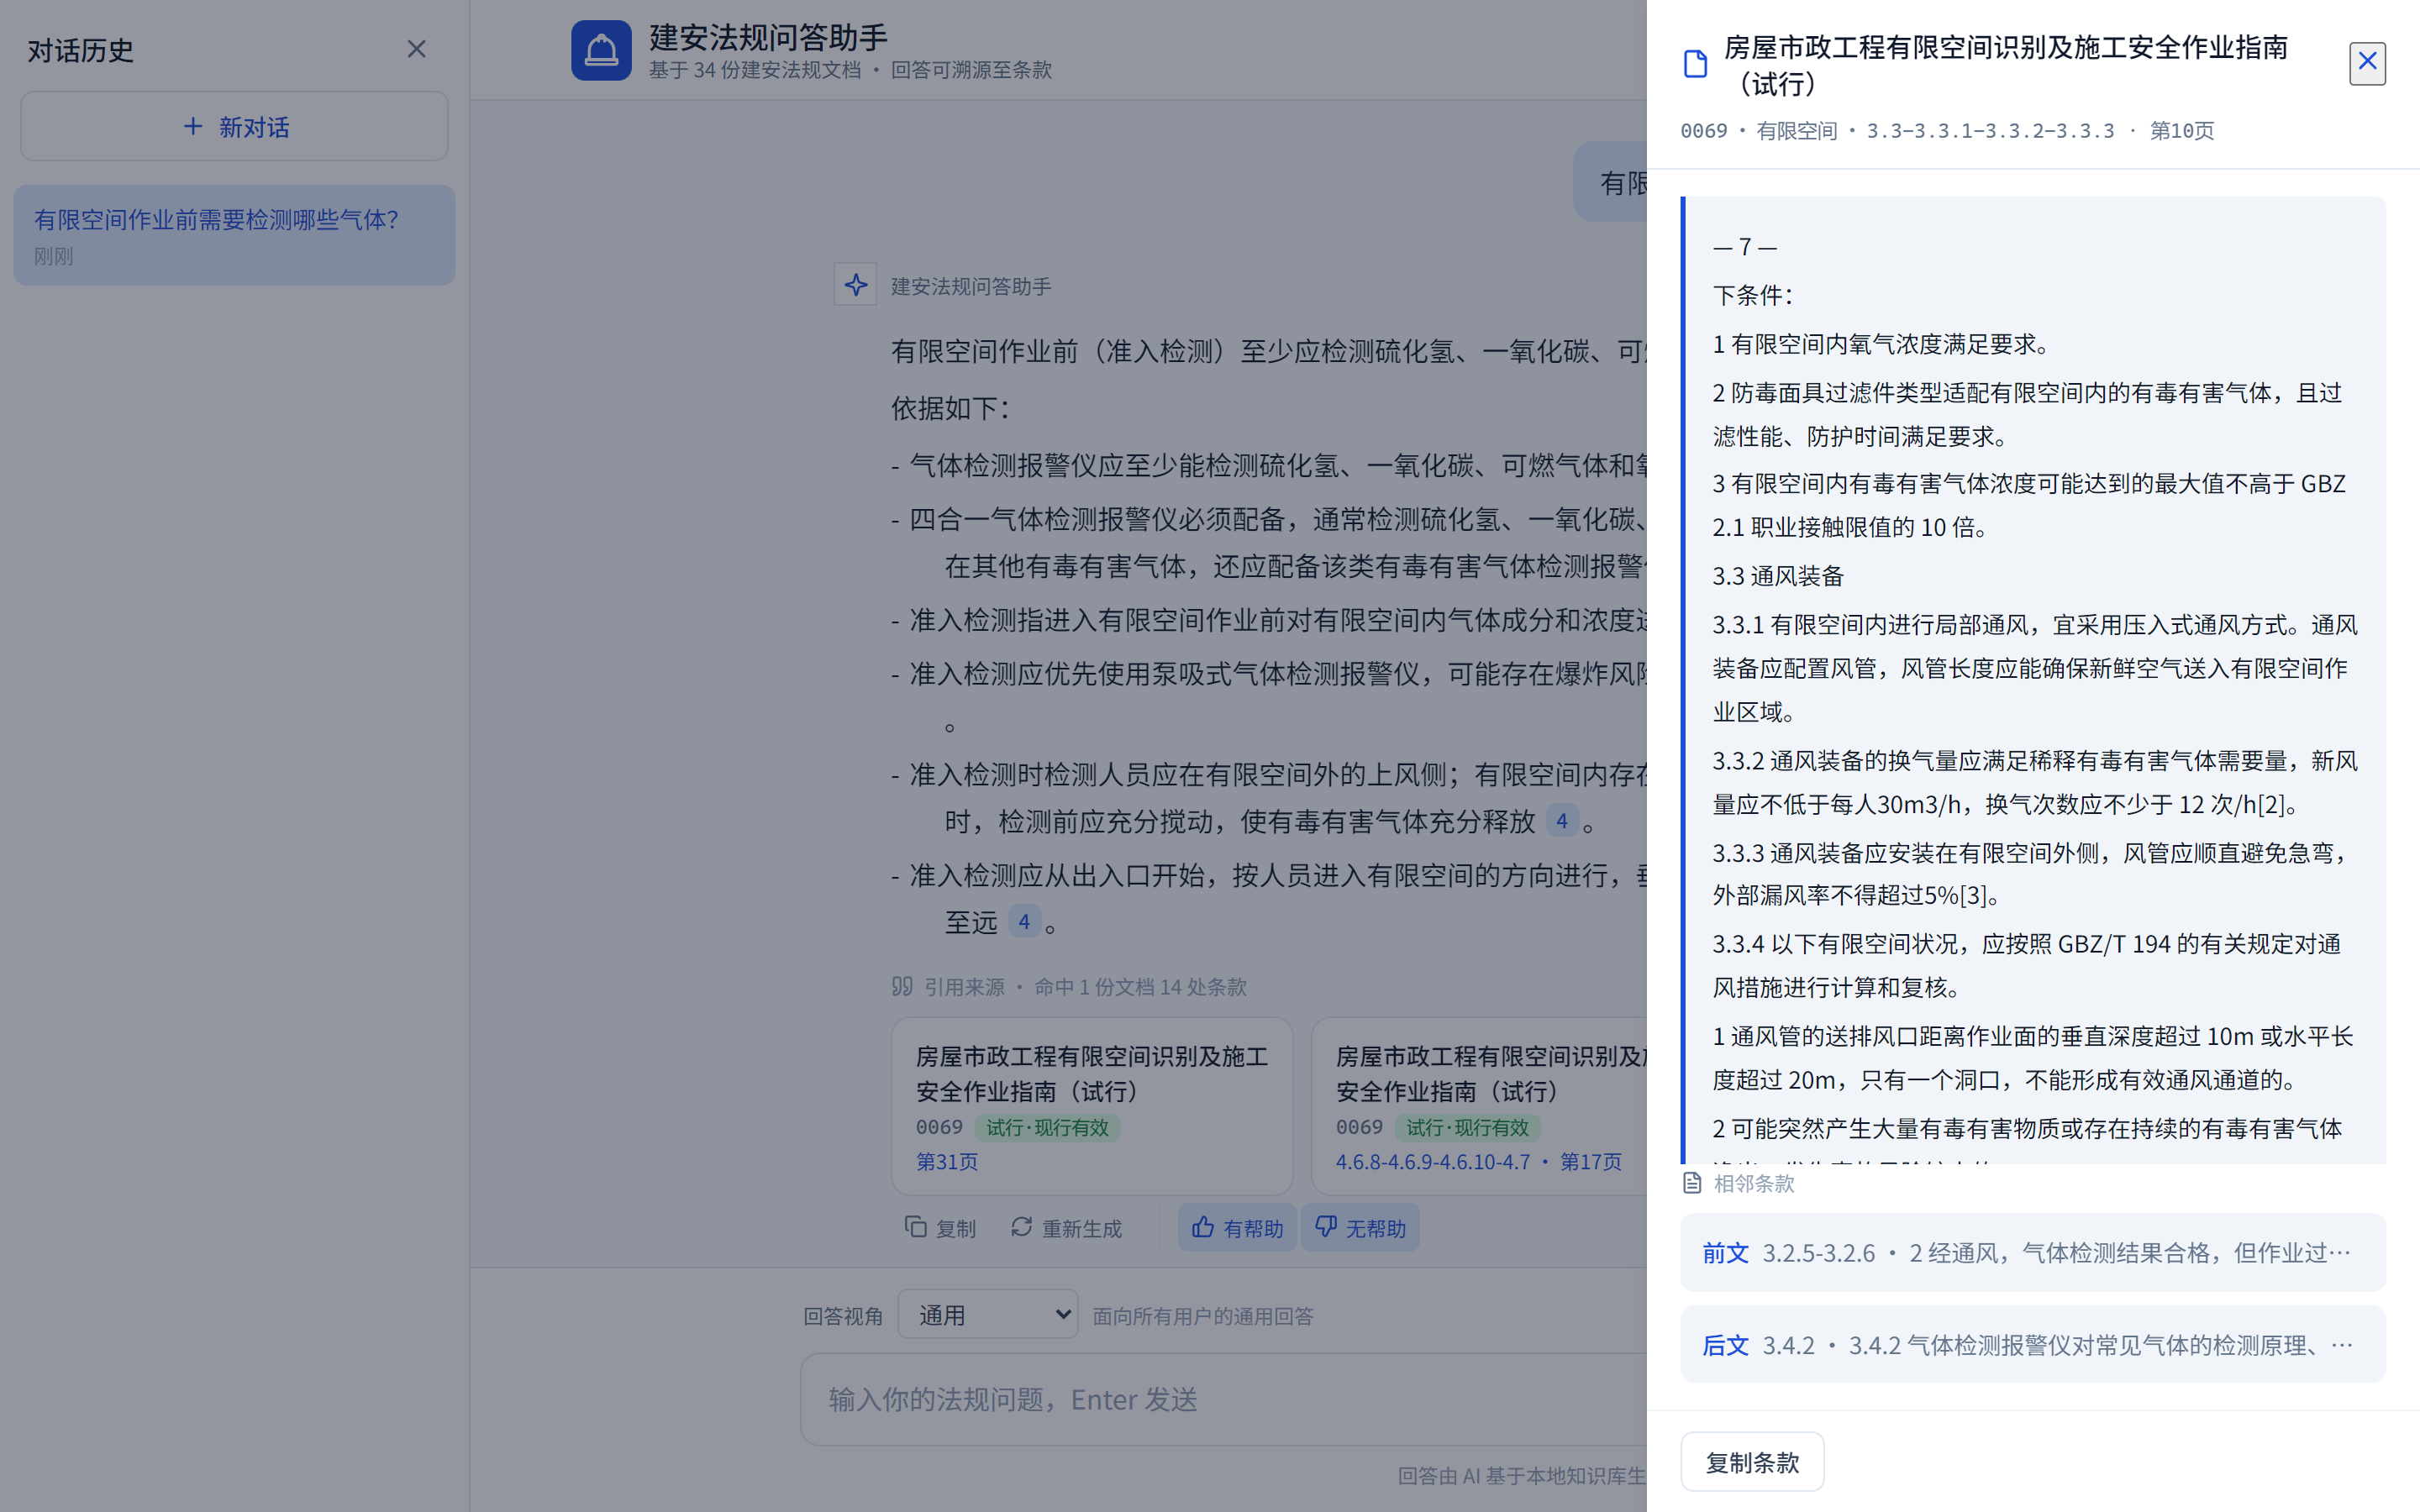 对话历史
新对话
有限空间作业前需要检测哪些气体？
刚刚
建安法规问答助手
基于 34 份建安法规文档 • 回答可溯源至条款
有限
建安法规问答助手
有限空间作业前（准入检测）至少应检测硫化氢、一氧化碳、可
依据如下：
- 气体检测报警仪应至少能检测硫化氢、一氧化碳、可燃气体和氧
- 四合一气体检测报警仪必须配备，通常检测硫化氢、一氧化碳、
在其他有毒有害气体，还应配备该类有毒有害气体检测报警
- 准入检测指进入有限空间作业前对有限空间内气体成分和浓度
- 准入检测应优先使用泵吸式气体检测报警仪，可能存在爆炸风险
。
- 准入检测时检测人员应在有限空间外的上风侧；有限空间内存在
时，检测前应充分搅动，使有毒有害气体充分释放 4 。
- 准入检测应从出入口开始，按人员进入有限空间的方向进行，
至远 4 。
引用来源 • 命中 1 份文档 14 处条款
房屋市政工程有限空间识别及施工
安全作业指南（试行）
0069 试行·现行有效
第31页
房屋市政工程有限空间识别及
安全作业指南（试行）
0069 试行·现行有效
4.6.8-4.6.9-4.6.10-4.7 • 第17页
复制 重新生成 有帮助 无帮助
回答视角 通用 面向所有用户的通用回答
输入你的法规问题，Enter 发送
回答由 AI 基于本地知识库生
房屋市政工程有限空间识别及施工安全作业指南
（试行）
0069 • 有限空间 • 3.3-3.3.1-3.3.2-3.3.3 · 第10页
— 7 —
下条件：
1 有限空间内氧气浓度满足要求。
2 防毒面具过滤件类型适配有限空间内的有毒有害气体，且过
滤性能、防护时间满足要求。
3 有限空间内有毒有害气体浓度可能达到的最大值不高于 GBZ
2.1 职业接触限值的 10 倍。
3.3 通风装备
3.3.1 有限空间内进行局部通风，宜采用压入式通风方式。通风
装备应配置风管，风管长度应能确保新鲜空气送入有限空间作
业区域。
3.3.2 通风装备的换气量应满足稀释有毒有害气体需要量，新风
量应不低于每人30m3/h，换气次数应不少于 12 次/h[2]。
3.3.3 通风装备应安装在有限空间外侧，风管应顺直避免急弯，
外部漏风率不得超过5%[3]。
3.3.4 以下有限空间状况，应按照 GBZ/T 194 的有关规定对通
风措施进行计算和复核。
1 通风管的送排风口距离作业面的垂直深度超过 10m 或水平长
度超过 20m，只有一个洞口，不能形成有效通风通道的。
2 可能突然产生大量有毒有害物质或存在持续的有毒有害气体
相邻条款
前文 3.2.5-3.2.6 • 2 经通风，气体检测结果合格，但作业过…
后文 3.4.2 • 3.4.2 气体检测报警仪对常见气体的检测原理、…
复制条款